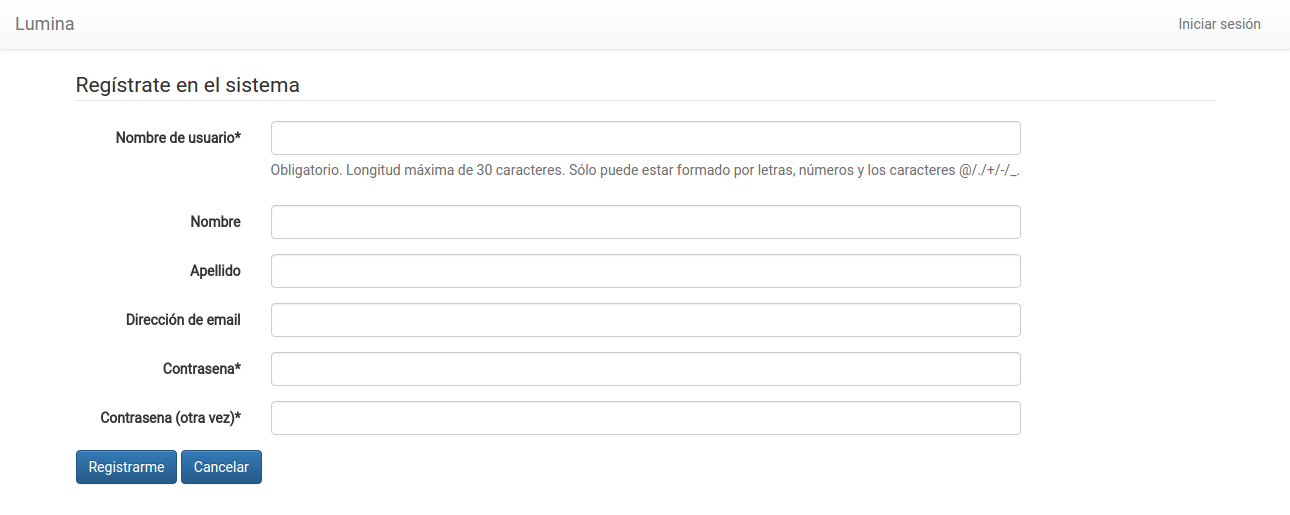 Lumina
Iniciar sesión
Regístrate en el sistema
Nombre de usuario*
Obligatorio. Longitud máxima de 30 caracteres. Sólo puede estar formado por letras, números y los caracteres @/./+/-/_.
Nombre
Apellido
Dirección de email
Contrasena*
Contrasena (otra vez)*
Registrarme Cancelar